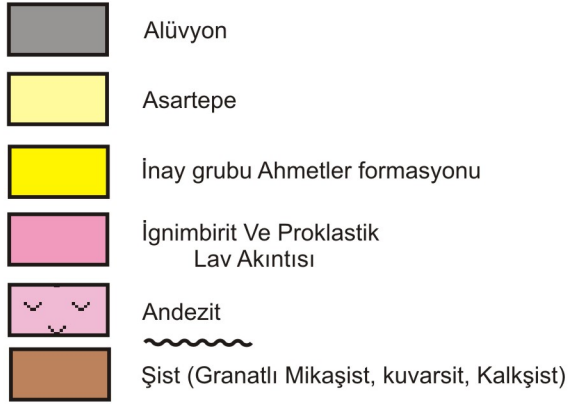 Alüvyon
Asartepe
İnay grubu Ahmetler formasyonu
İgnimbirit Ve Proklastik
Lav Akıntısı
Andezit
Şist (Granatlı Mikaşist, kuvarsit, Kalkşist)